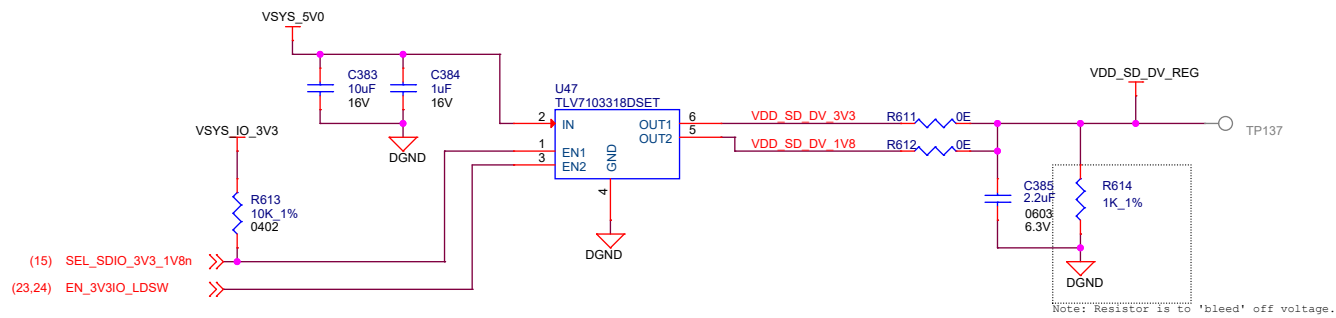 VSYS_5V0
C383
10uF
16V
C384
1uF
16V
DGND
VSYS_IO_3V3
R613
10K_1%
0402
U47
TLV7103318DSET
2
IN
1
EN1
3
EN2
GND
4
OUT1
6
OUT2
5
DGND
VDD_SD_DV_3V3
R611
0E
VDD_SD_DV_1V8
R612
0E
VDD_SD_DV_REG
TP137
C385
2.2uF
0603
6.3V
R614
1K_1%
DGND
(15) SEL_SDIO_3V3_1V8n
(23,24) EN_3V3IO_LDSW
Note: Resistor is to 'bleed' off voltage.